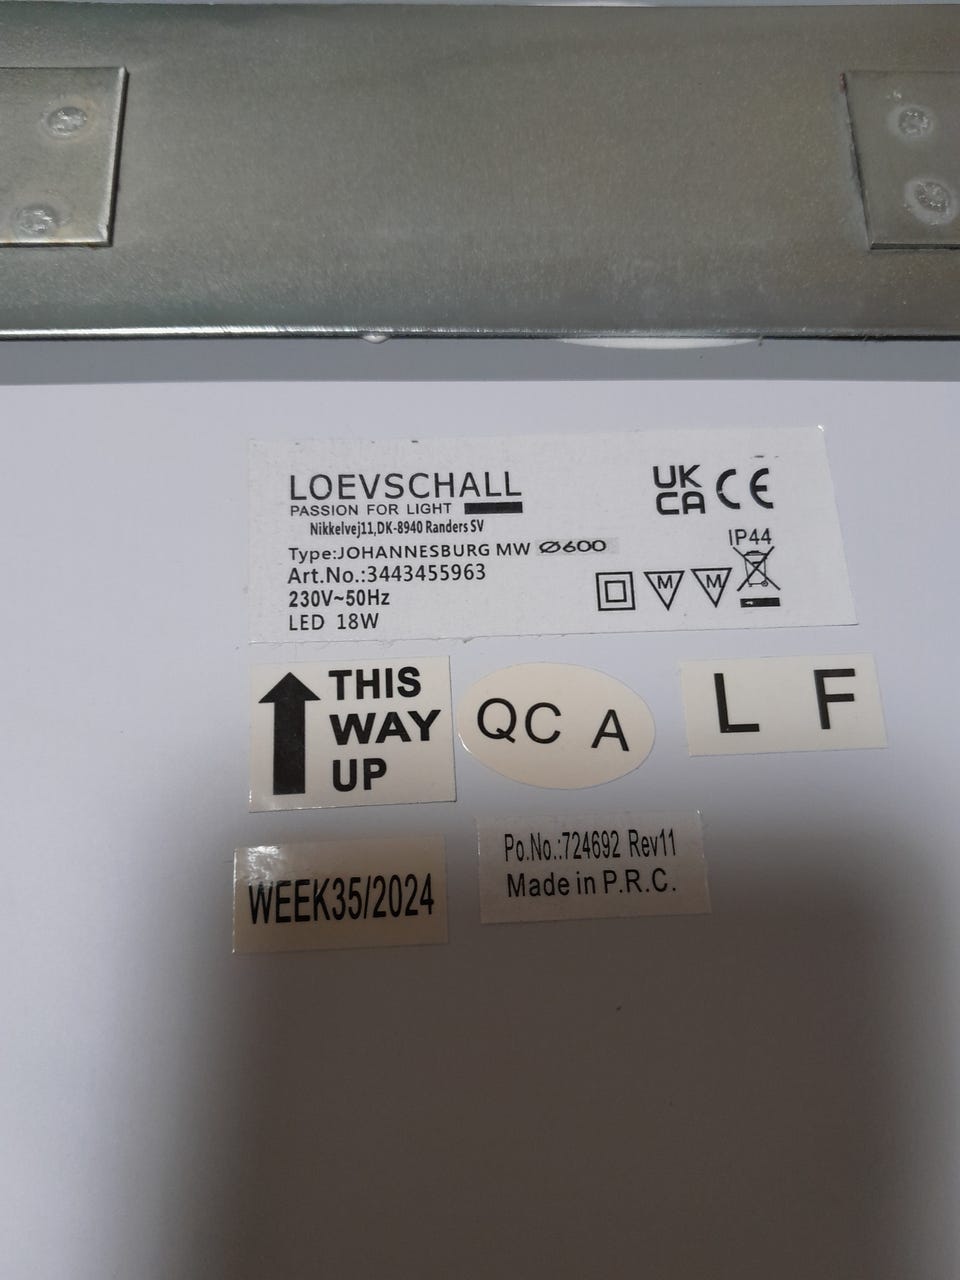 LOEVSCHALL
PASSION FOR LIGHT
Nikkelvej11,DK-8940 Randers SV
Type:JOHANNESBURG MW Ø600
Art.No.:3443455963
230V~50Hz
LED 18W
UK
CA CE
IP44
M M
THIS
WAY
UP
QC A
L F
WEEK35/2024
Po.No.:724692 Rev11
Made in P.R.C.